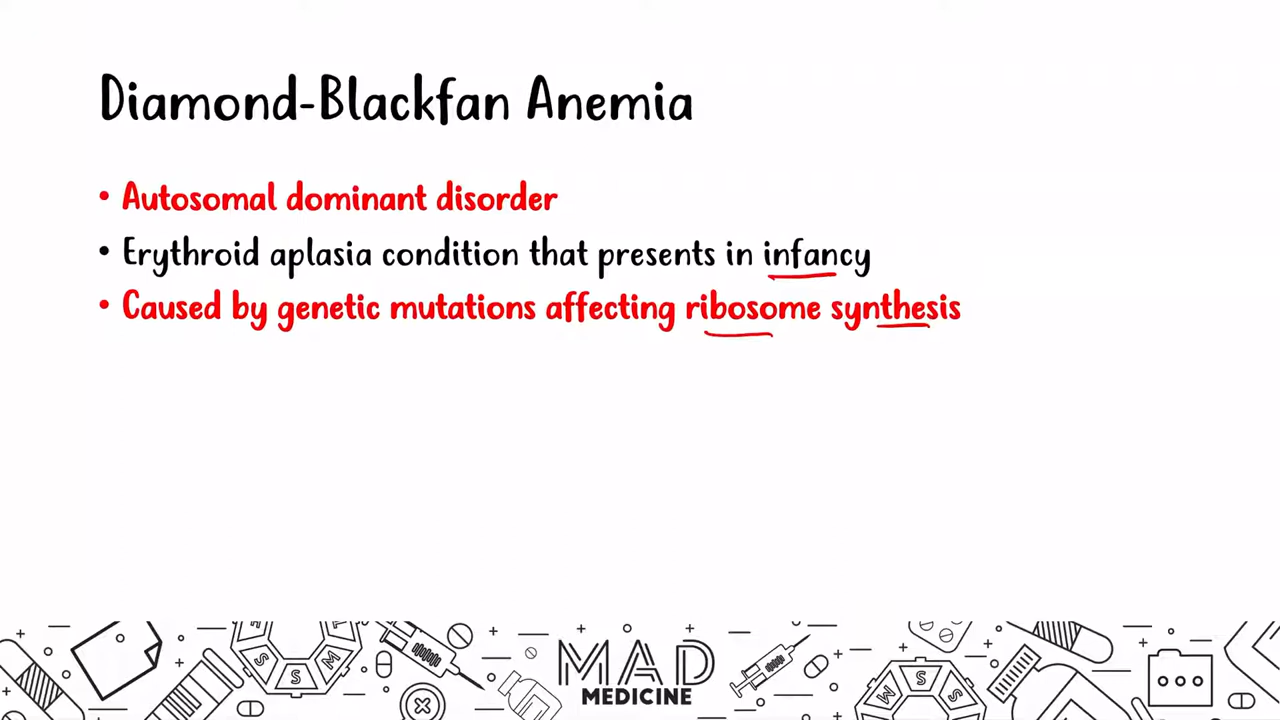 Diamond-Blackfan Anemia
• Autosomal dominant disorder
• Erythroid aplasia condition that presents in infancy
• Caused by genetic mutations affecting ribosome synthesis
S M S
MAD
MEDICINE
M S S